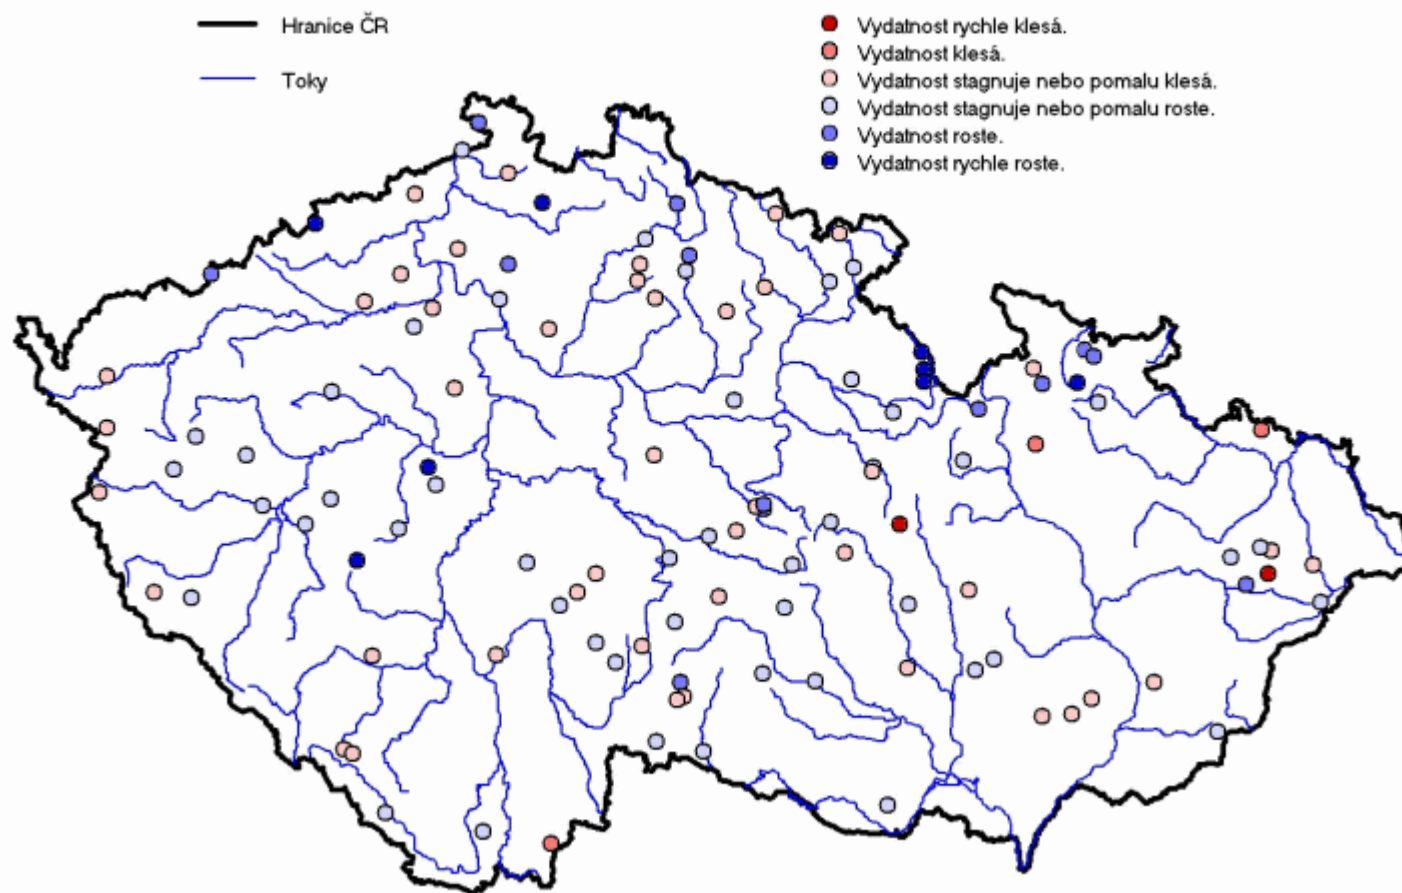 Hranice ČR
Toky
Vydatnost rychle klesá.
Vydatnost klesá.
Vydatnost stagnuje nebo pomalu klesá.
Vydatnost stagnuje nebo pomalu roste.
Vydatnost roste.
Vydatnost rychle roste.